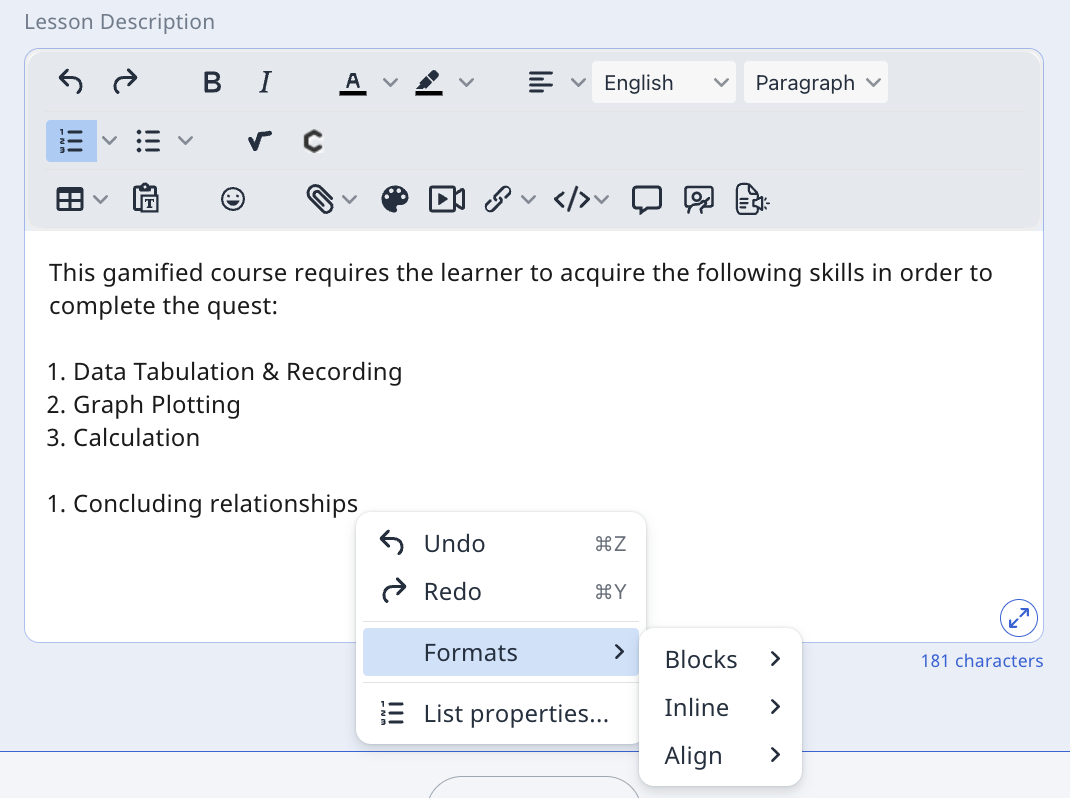 Lesson Description
B I A English Paragraph
This gamified course requires the learner to acquire the following skills in order to
complete the quest:
1. Data Tabulation & Recording
2. Graph Plotting
3. Calculation
1. Concluding relationships
Undo ⌘Z
Redo ⌘Y
Formats
List properties...
Blocks
Inline
Align
181 characters